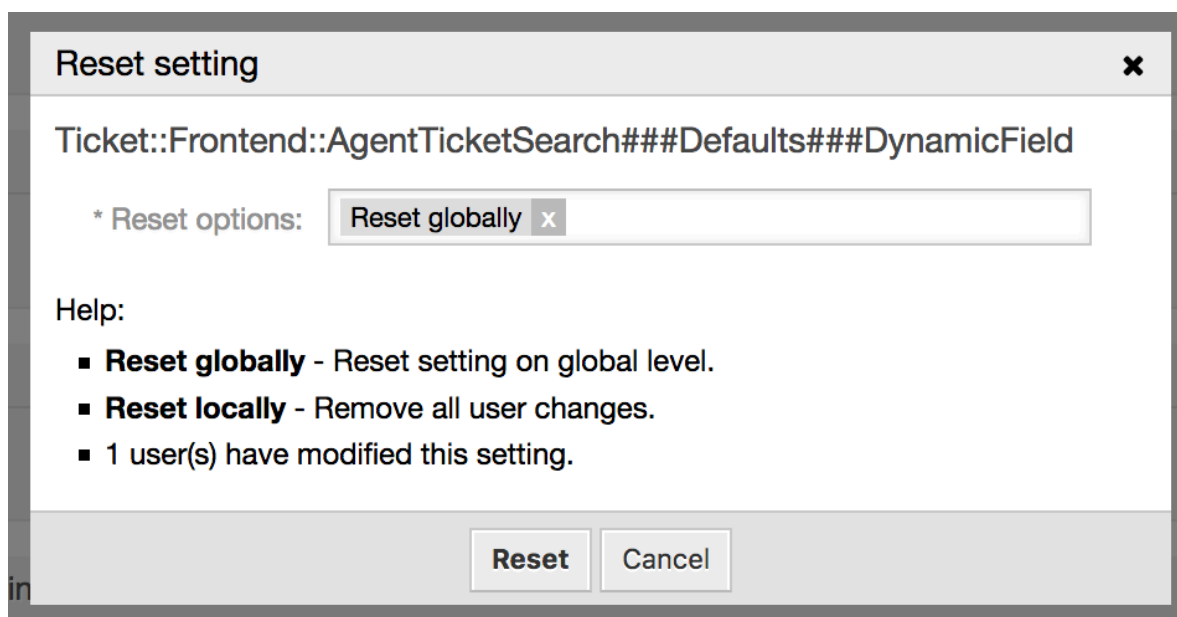 Reset setting
Ticket::Frontend::AgentTicketSearch###Defaults###DynamicField
* Reset options: Reset globally x
Help:
Reset globally - Reset setting on global level.
Reset locally - Remove all user changes.
1 user(s) have modified this setting.
Reset Cancel
in